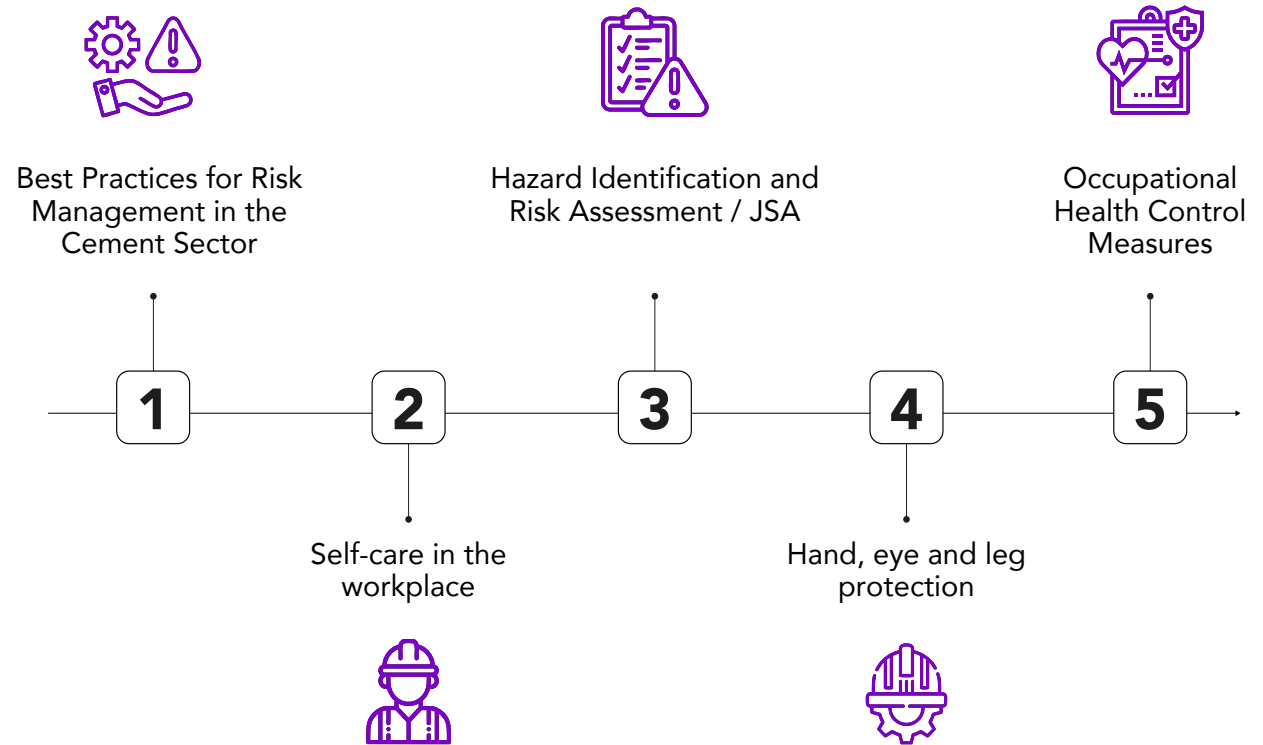 Best Practices for Risk
Management in the
Cement Sector
Hazard Identification and
Risk Assessment / JSA
Occupational
Health Control
Measures
1
2
3
4
5
Self-care in the
workplace
Hand, eye and leg
protection